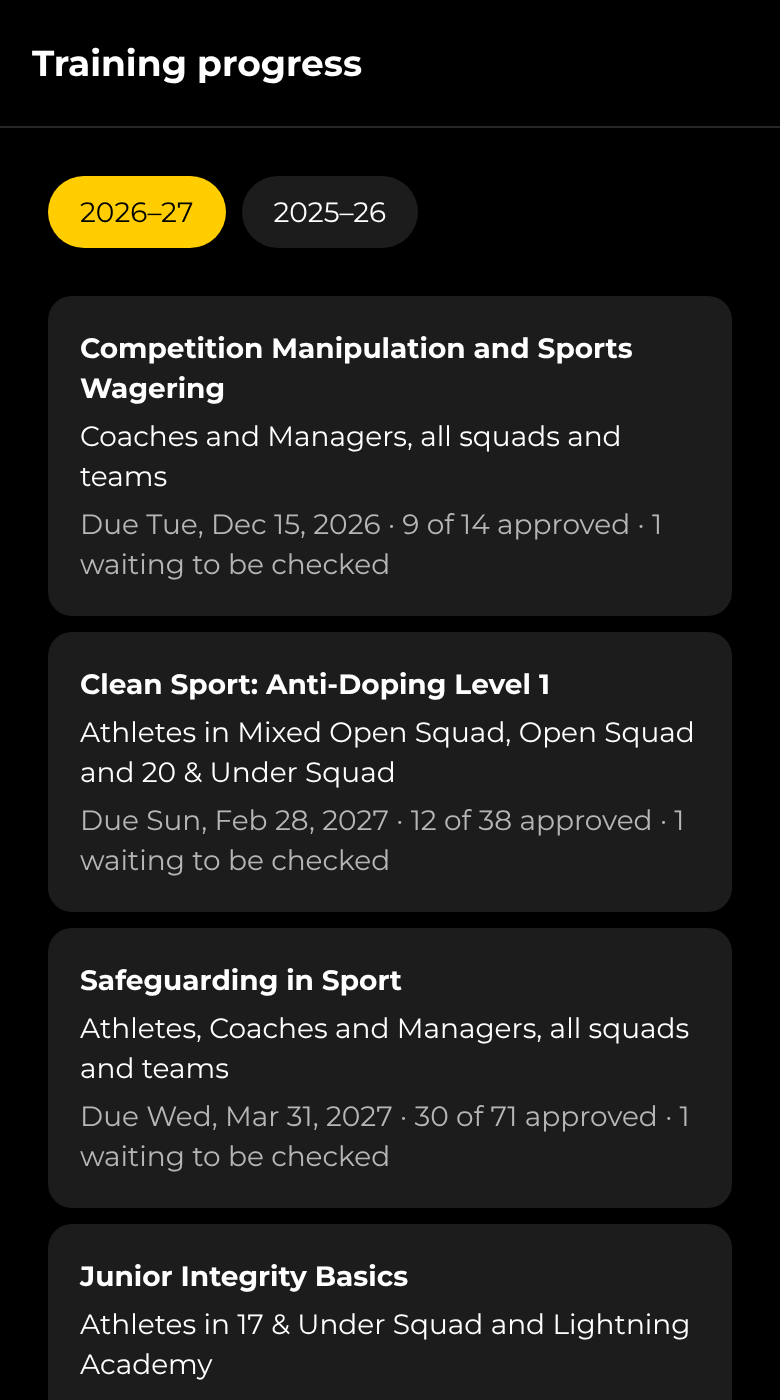 Training progress
2026–27
2025–26
Competition Manipulation and Sports
Wagering
Coaches and Managers, all squads and
teams
Due Tue, Dec 15, 2026 · 9 of 14 approved · 1
waiting to be checked
Clean Sport: Anti-Doping Level 1
Athletes in Mixed Open Squad, Open Squad
and 20 & Under Squad
Due Sun, Feb 28, 2027 · 12 of 38 approved · 1
waiting to be checked
Safeguarding in Sport
Athletes, Coaches and Managers, all squads
and teams
Due Wed, Mar 31, 2027 · 30 of 71 approved · 1
waiting to be checked
Junior Integrity Basics
Athletes in 17 & Under Squad and Lightning
Academy